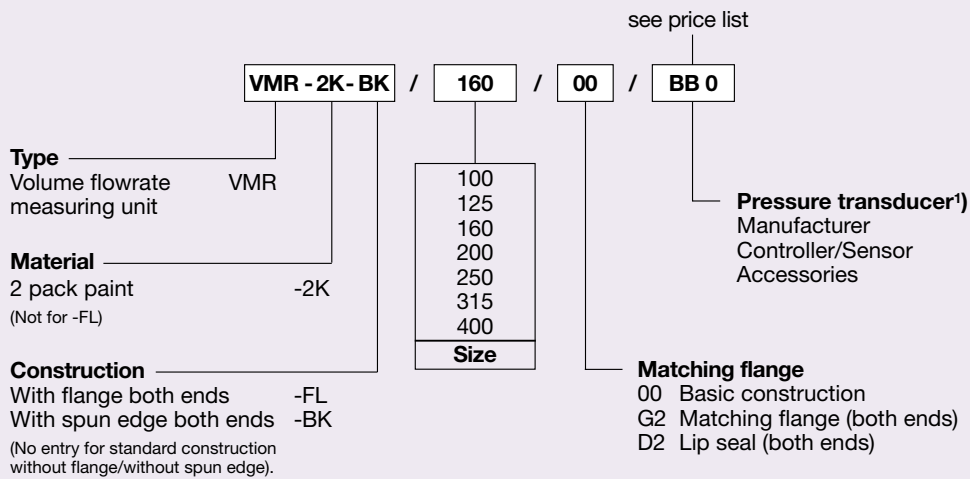 see price list
VMR - 2K - BK / 160 / 00 / BB 0
Type
Volume flowrate VMR
measuring unit
Material
2 pack paint -2K
(Not for -FL)
Construction
With flange both ends -FL
With spun edge both ends -BK
(No entry for standard construction
without flange/without spun edge).
100
125
160
200
250
315
400
Size
Pressure transducer¹)
Manufacturer
Controller/Sensor
Accessories
Matching flange
00 Basic construction
G2 Matching flange (both ends)
D2 Lip seal (both ends)